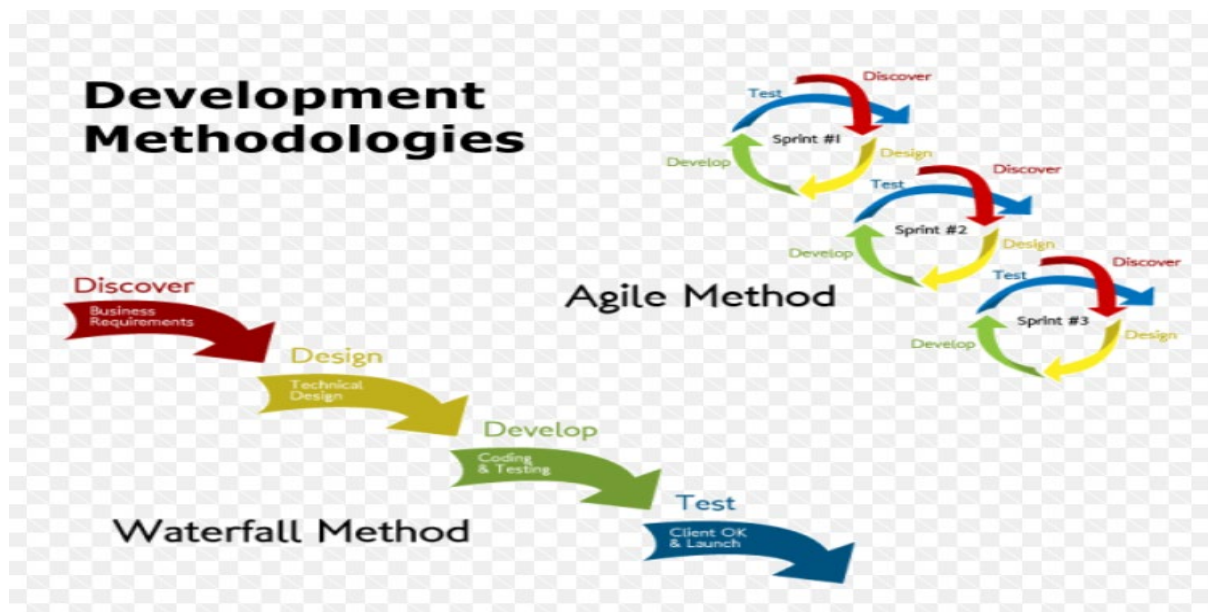 Development
Methodologies
Discover
Test
Sprint #1
Develop
Design
Discover
Test
Sprint #2
Develop
Design
Discover
Test
Sprint #3
Develop
Design
Agile Method
Discover
Business
Requirements
Design
Technical
Design
Develop
Coding
& Testing
Test
Client OK
& Launch
Waterfall Method